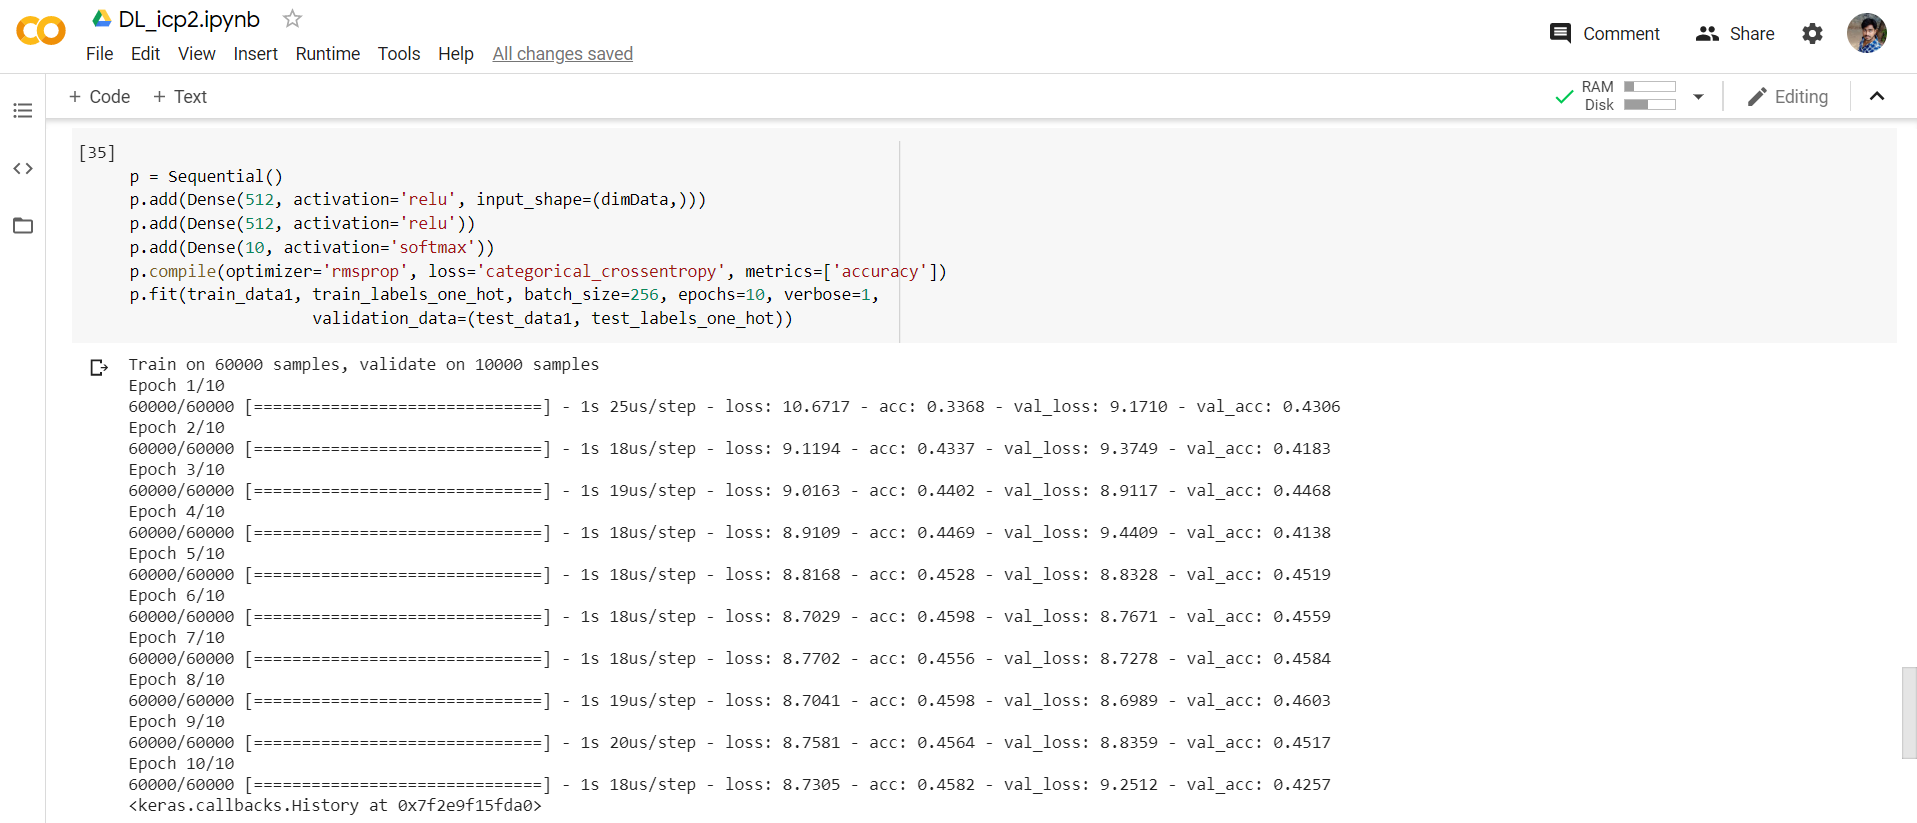 DL_icp2.ipynb
File Edit View Insert Runtime Tools Help All changes saved
Comment Share
+ Code + Text
RAM
Disk
Editing
[35]
p = Sequential()
p.add(Dense(512, activation='relu', input_shape=(dimData,)))
p.add(Dense(512, activation='relu'))
p.add(Dense(10, activation='softmax'))
p.compile(optimizer='rmsprop', loss='categorical_crossentropy', metrics=['accuracy'])
p.fit(train_data1, train_labels_one_hot, batch_size=256, epochs=10, verbose=1,
validation_data=(test_data1, test_labels_one_hot))
Train on 60000 samples, validate on 10000 samples
Epoch 1/10
60000/60000 [==============================] - 1s 25us/step - loss: 10.6717 - acc: 0.3368 - val_loss: 9.1710 - val_acc: 0.4306
Epoch 2/10
60000/60000 [==============================] - 1s 18us/step - loss: 9.1194 - acc: 0.4337 - val_loss: 9.3749 - val_acc: 0.4183
Epoch 3/10
60000/60000 [==============================] - 1s 19us/step - loss: 9.0163 - acc: 0.4402 - val_loss: 8.9117 - val_acc: 0.4468
Epoch 4/10
60000/60000 [==============================] - 1s 18us/step - loss: 8.9109 - acc: 0.4469 - val_loss: 9.4409 - val_acc: 0.4138
Epoch 5/10
60000/60000 [==============================] - 1s 18us/step - loss: 8.8168 - acc: 0.4528 - val_loss: 8.8328 - val_acc: 0.4519
Epoch 6/10
60000/60000 [==============================] - 1s 18us/step - loss: 8.7029 - acc: 0.4598 - val_loss: 8.7671 - val_acc: 0.4559
Epoch 7/10
60000/60000 [==============================] - 1s 18us/step - loss: 8.7702 - acc: 0.4556 - val_loss: 8.7278 - val_acc: 0.4584
Epoch 8/10
60000/60000 [==============================] - 1s 19us/step - loss: 8.7041 - acc: 0.4598 - val_loss: 8.6989 - val_acc: 0.4603
Epoch 9/10
60000/60000 [==============================] - 1s 20us/step - loss: 8.7581 - acc: 0.4564 - val_loss: 8.8359 - val_acc: 0.4517
Epoch 10/10
60000/60000 [==============================] - 1s 18us/step - loss: 8.7305 - acc: 0.4582 - val_loss: 9.2512 - val_acc: 0.4257
<keras.callbacks.History at 0x7f2e9f15fda0>